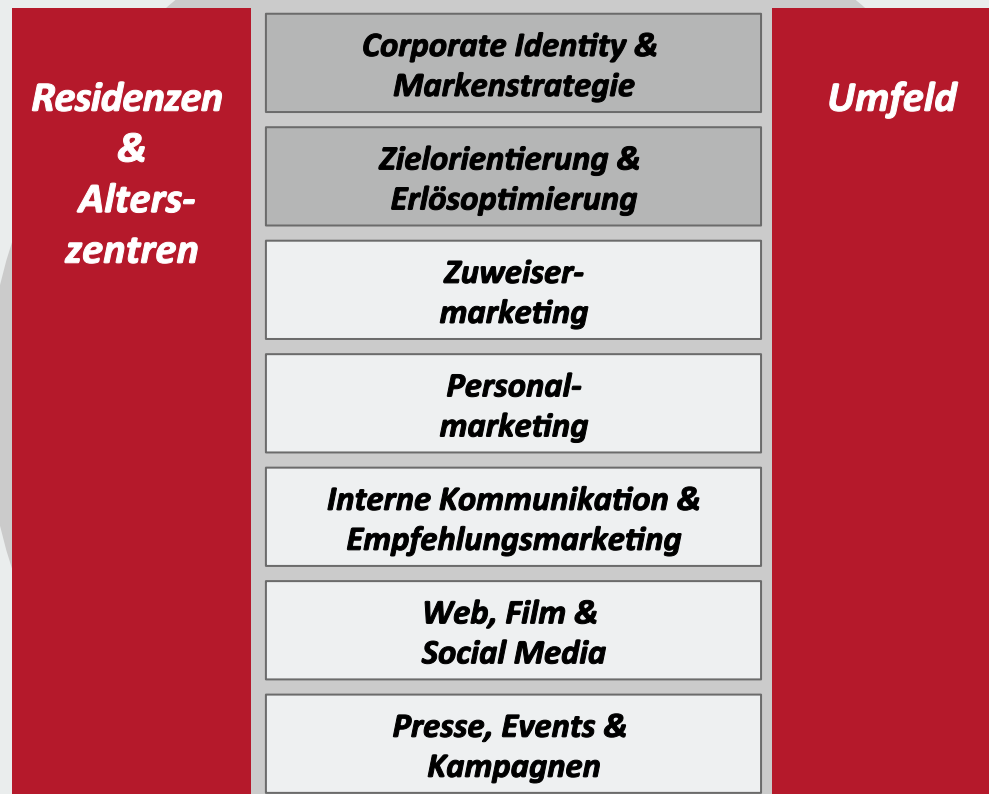 Residenzen
&
Alters-
zentren
Corporate Identity &
Markenstrategie
Zielorientierung &
Erlösoptimierung
Zuweiser-
marketing
Personal-
marketing
Interne Kommunikation &
Empfehlungsmarketing
Web, Film &
Social Media
Presse, Events &
Kampagnen
Umfeld